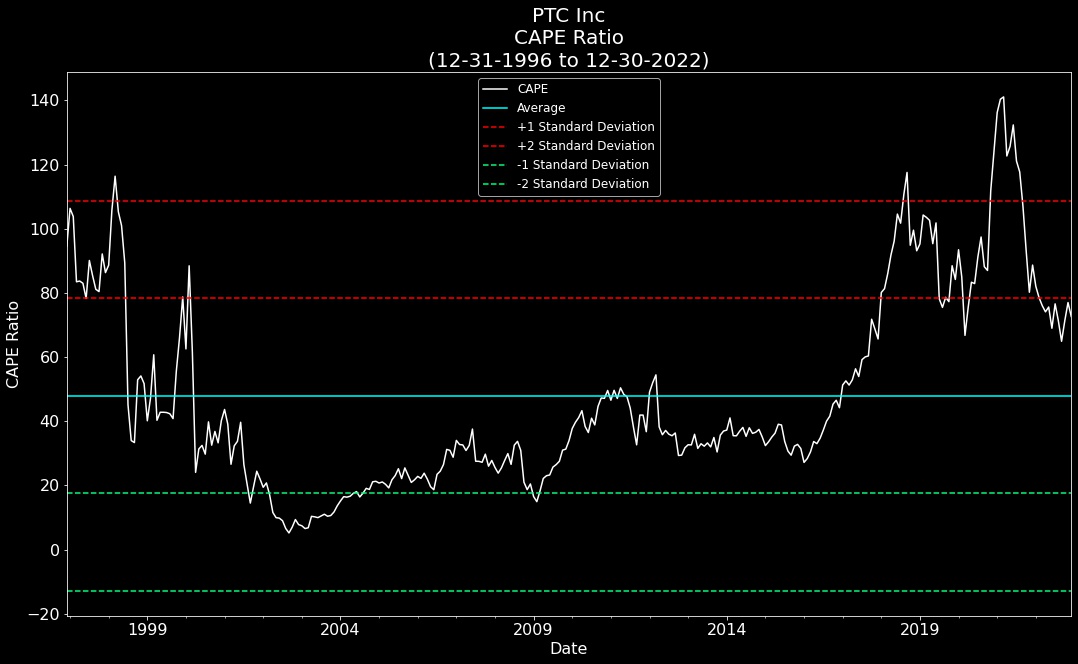 PTC Inc
CAPE Ratio
(12-31-1996 to 12-30-2022)
CAPE
Average
+1 Standard Deviation
+2 Standard Deviation
-1 Standard Deviation
-2 Standard Deviation
CAPE Ratio
140
120
100
80
60
40
20
0
−20
1999 2004 2009 2014 2019
Date